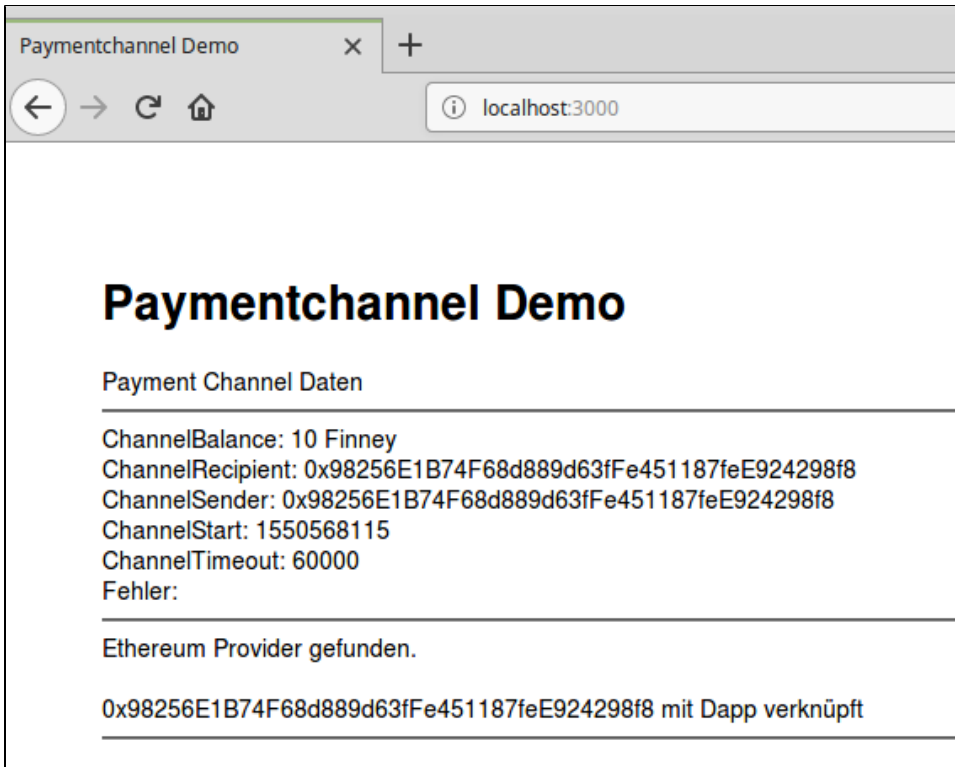 Paymentchannel Demo
localhost:3000
Paymentchannel Demo
Payment Channel Daten
ChannelBalance: 10 Finney
ChannelRecipient: 0x98256E1B74F68d889d63fFe451187feE924298f8
ChannelSender: 0x98256E1B74F68d889d63fFe451187feE924298f8
ChannelStart: 1550568115
ChannelTimeout: 60000
Fehler:
Ethereum Provider gefunden.
0x98256E1B74F68d889d63fFe451187feE924298f8 mit Dapp verknüpft